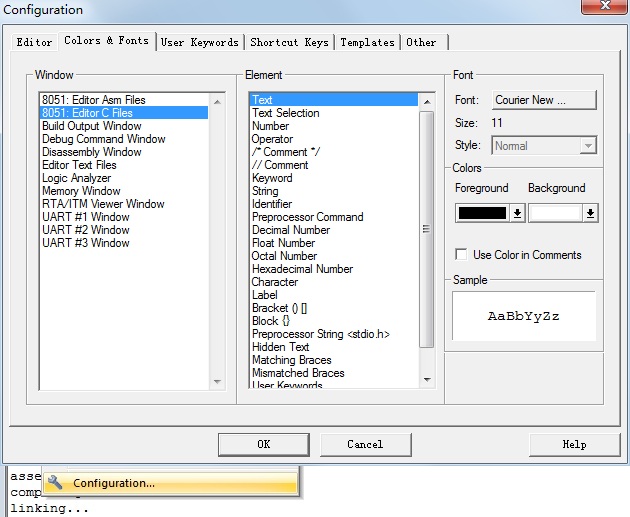 Configuration
Editor
Colors & Fonts
User Keywords
Shortcut Keys
Templates
Other
Window
8051: Editor Asm Files
8051: Editor C Files
Build Output Window
Debug Command Window
Disassembly Window
Editor Text Files
Logic Analyzer
Memory Window
RTA/ITM Viewer Window
UART #1 Window
UART #2 Window
UART #3 Window
Element
Text
Text Selection
Number
Operator
/* Comment */
// Comment
Keyword
String
Identifier
Preprocessor Command
Decimal Number
Float Number
Octal Number
Hexadecimal Number
Character
Label
Bracket () []
Block {}
Preprocessor String <stdio.h>
Hidden Text
Matching Braces
Mismatched Braces
User Keywords
Font
Font:
Courier New ...
Size: 11
Style:
Normal
Colors
Foreground
Background
Use Color in Comments
Sample
AaBbYyZz
OK
Cancel
Help
asse
Configuration...
comp
linking...